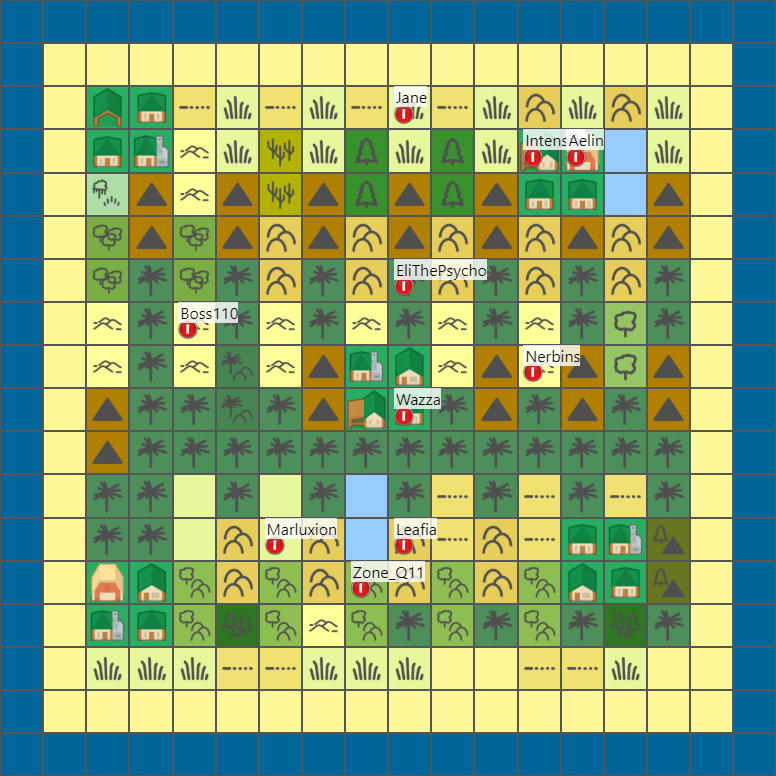 Jane
Intens
Aelin
EliThePsycho
Boss110
Nerbins
Wazza
Marluxion
Leafia
Zone_Q11